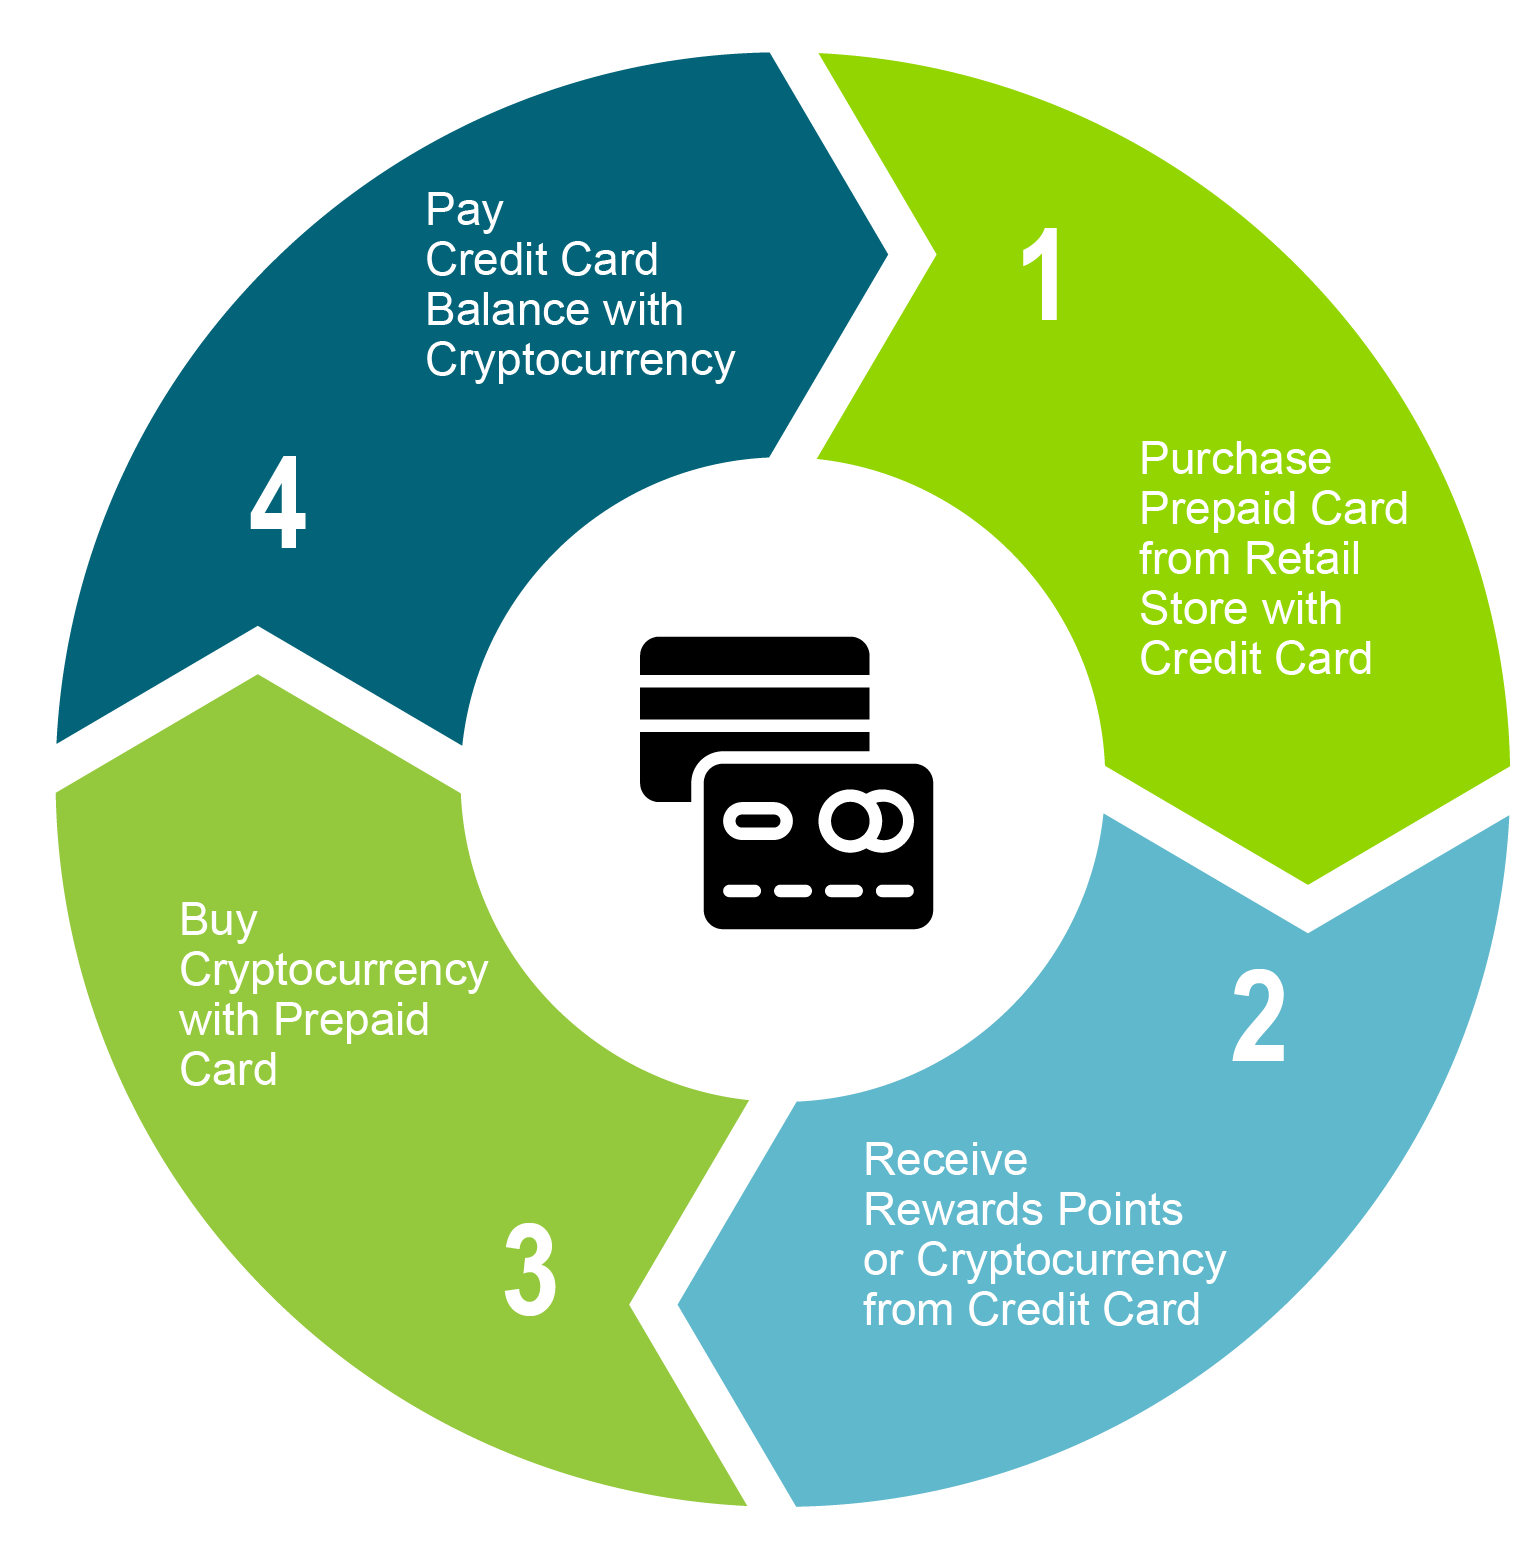 1
Purchase
Prepaid Card
from Retail
Store with
Credit Card
2
Receive
Rewards Points
or Cryptocurrency
from Credit Card
3
Buy
Cryptocurrency
with Prepaid
Card
4
Pay
Credit Card
Balance with
Cryptocurrency